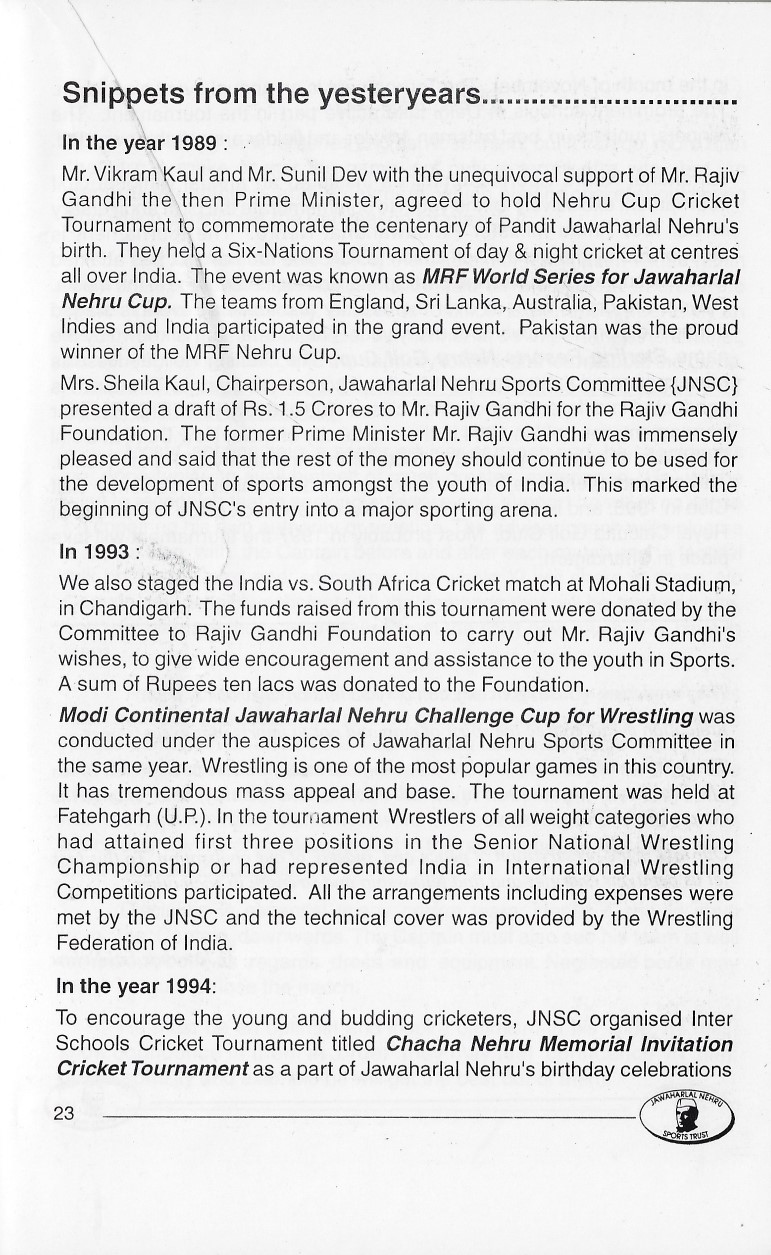 Snippets from the yesteryears.....................................
In the year 1989 :
Mr. Vikram Kaul and Mr. Sunil Dev with the unequivocal support of Mr. Rajiv
Gandhi the then Prime Minister, agreed to hold Nehru Cup Cricket
Tournament to commemorate the centenary of Pandit Jawaharlal Nehru's
birth. They held a Six-Nations Tournament of day & night cricket at centres
all over India. The event was known as MRF World Series for Jawaharlal
Nehru Cup. The teams from England, Sri Lanka, Australia, Pakistan, West
Indies and India participated in the grand event. Pakistan was the proud
winner of the MRF Nehru Cup.
Mrs. Sheila Kaul, Chairperson, Jawaharlal Nehru Sports Committee {JNSC}
presented a draft of Rs. 1.5 Crores to Mr. Rajiv Gandhi for the Rajiv Gandhi
Foundation. The former Prime Minister Mr. Rajiv Gandhi was immensely
pleased and said that the rest of the money should continue to be used for
the development of sports amongst the youth of India. This marked the
beginning of JNSC's entry into a major sporting arena.
In 1993 :
We also staged the India vs. South Africa Cricket match at Mohali Stadium,
in Chandigarh. The funds raised from this tournament were donated by the
Committee to Rajiv Gandhi Foundation to carry out Mr. Rajiv Gandhi's
wishes, to give wide encouragement and assistance to the youth in Sports.
A sum of Rupees ten lacs was donated to the Foundation.
Modi Continental Jawaharlal Nehru Challenge Cup for Wrestling was
conducted under the auspices of Jawaharlal Nehru Sports Committee in
the same year. Wrestling is one of the most popular games in this country.
It has tremendous mass appeal and base. The tournament was held at
Fatehgarh (U.P.). In the tournament Wrestlers of all weight categories who
had attained first three positions in the Senior National Wrestling
Championship or had represented India in International Wrestling
Competitions participated. All the arrangements including expenses were
met by the JNSC and the technical cover was provided by the Wrestling
Federation of India.
In the year 1994:
To encourage the young and budding cricketers, JNSC organised Inter
Schools Cricket Tournament titled Chacha Nehru Memorial Invitation
Cricket Tournament as a part of Jawaharlal Nehru's birthday celebrations
23
JAWAHARLAL NEHRU
SPORTS TRUST